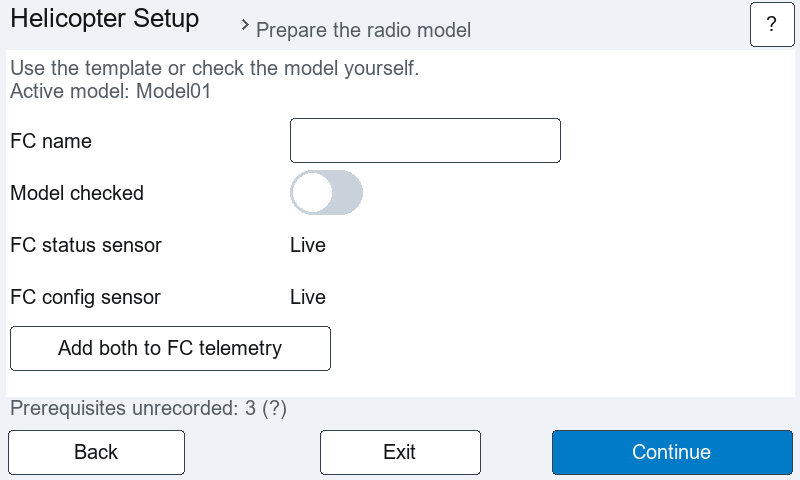 Helicopter Setup
> Prepare the radio model
?
Use the template or check the model yourself.
Active model: Model01
FC name
Model checked
FC status sensor Live
FC config sensor Live
Add both to FC telemetry
Prerequisites unrecorded: 3 (?)
Back Exit Continue